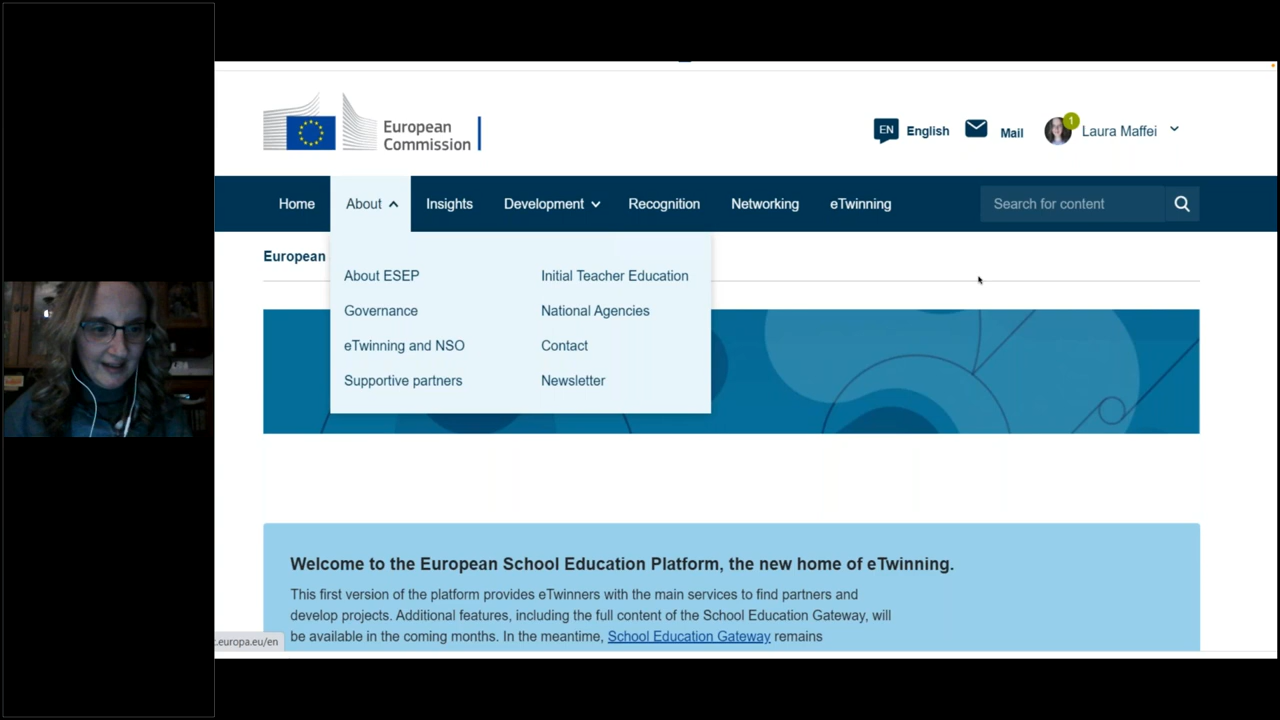 European
Commission
EN English Mail 1 Laura Maffei
Home About Insights Development Recognition Networking eTwinning Search for content
European
About ESEP Initial Teacher Education
Governance National Agencies
eTwinning and NSO Contact
Supportive partners Newsletter
Welcome to the European School Education Platform, the new home of eTwinning.
This first version of the platform provides eTwinners with the main services to find partners and
develop projects. Additional features, including the full content of the School Education Gateway, will
be available in the coming months. In the meantime, School Education Gateway remains
.europa.eu/en